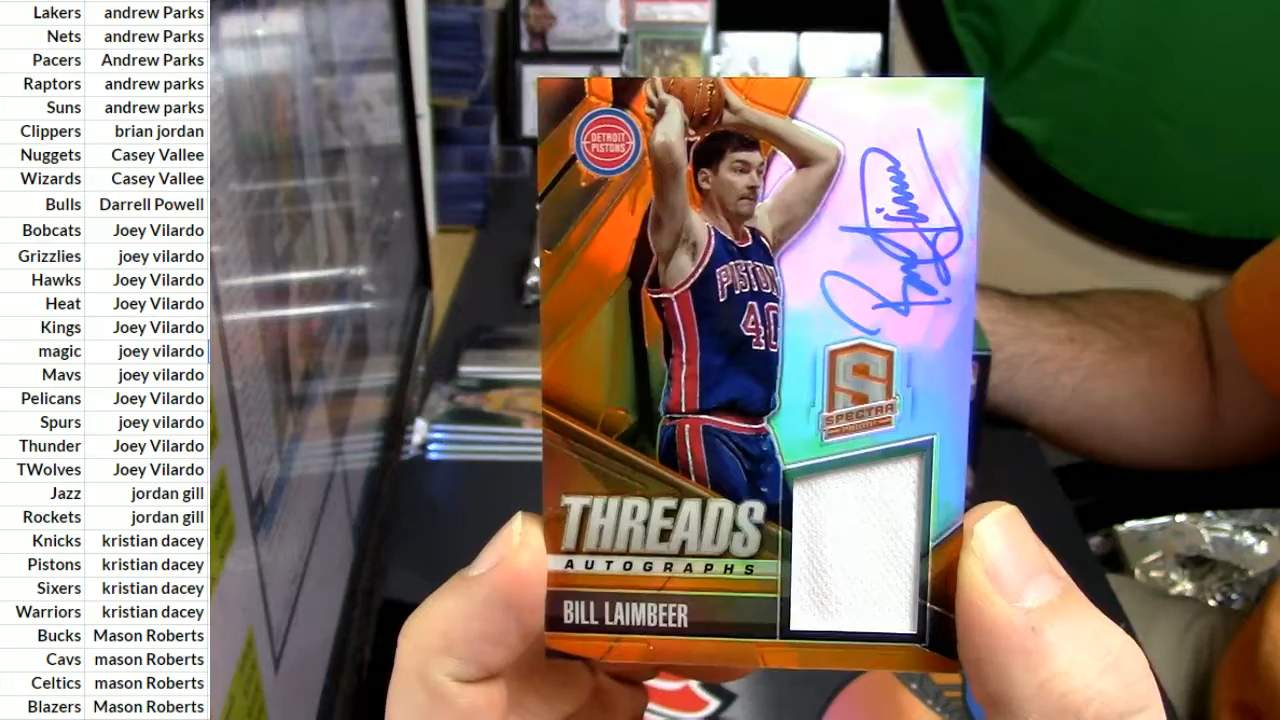 Lakers andrew Parks
Nets andrew Parks
Pacers Andrew Parks
Raptors andrew parks
Suns andrew parks
Clippers brian jordan
Nuggets Casey Vallee
Wizards Casey Vallee
Bulls Darrell Powell
Bobcats Joey Vilardo
Grizzlies joey vilardo
Hawks Joey Vilardo
Heat Joey Vilardo
Kings Joey Vilardo
magic joey vilardo
Mavs joey vilardo
Pelicans Joey Vilardo
Spurs joey vilardo
Thunder Joey Vilardo
TWolves Joey Vilardo
Jazz jordan gill
Rockets jordan gill
Knicks kristian dacey
Pistons kristian dacey
Sixers kristian dacey
Warriors kristian dacey
Bucks Mason Roberts
Cavs mason Roberts
Celtics mason Roberts
Blazers Mason Roberts
DETROIT
PISTONS
PISTONS
40
S
SPECTRA
THREADS
AUTOGRAPHS
BILL LAIMBEER